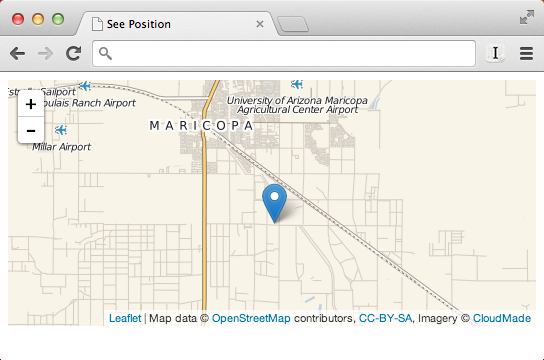 See Position
I
Estrella Sailport
University of Arizona Maricopa
Agricultural Center Airport
oulais Ranch Airport
+
MARICOPA
-
Millar Airport
Leaflet | Map data © OpenStreetMap contributors, CC-BY-SA, Imagery © CloudMade